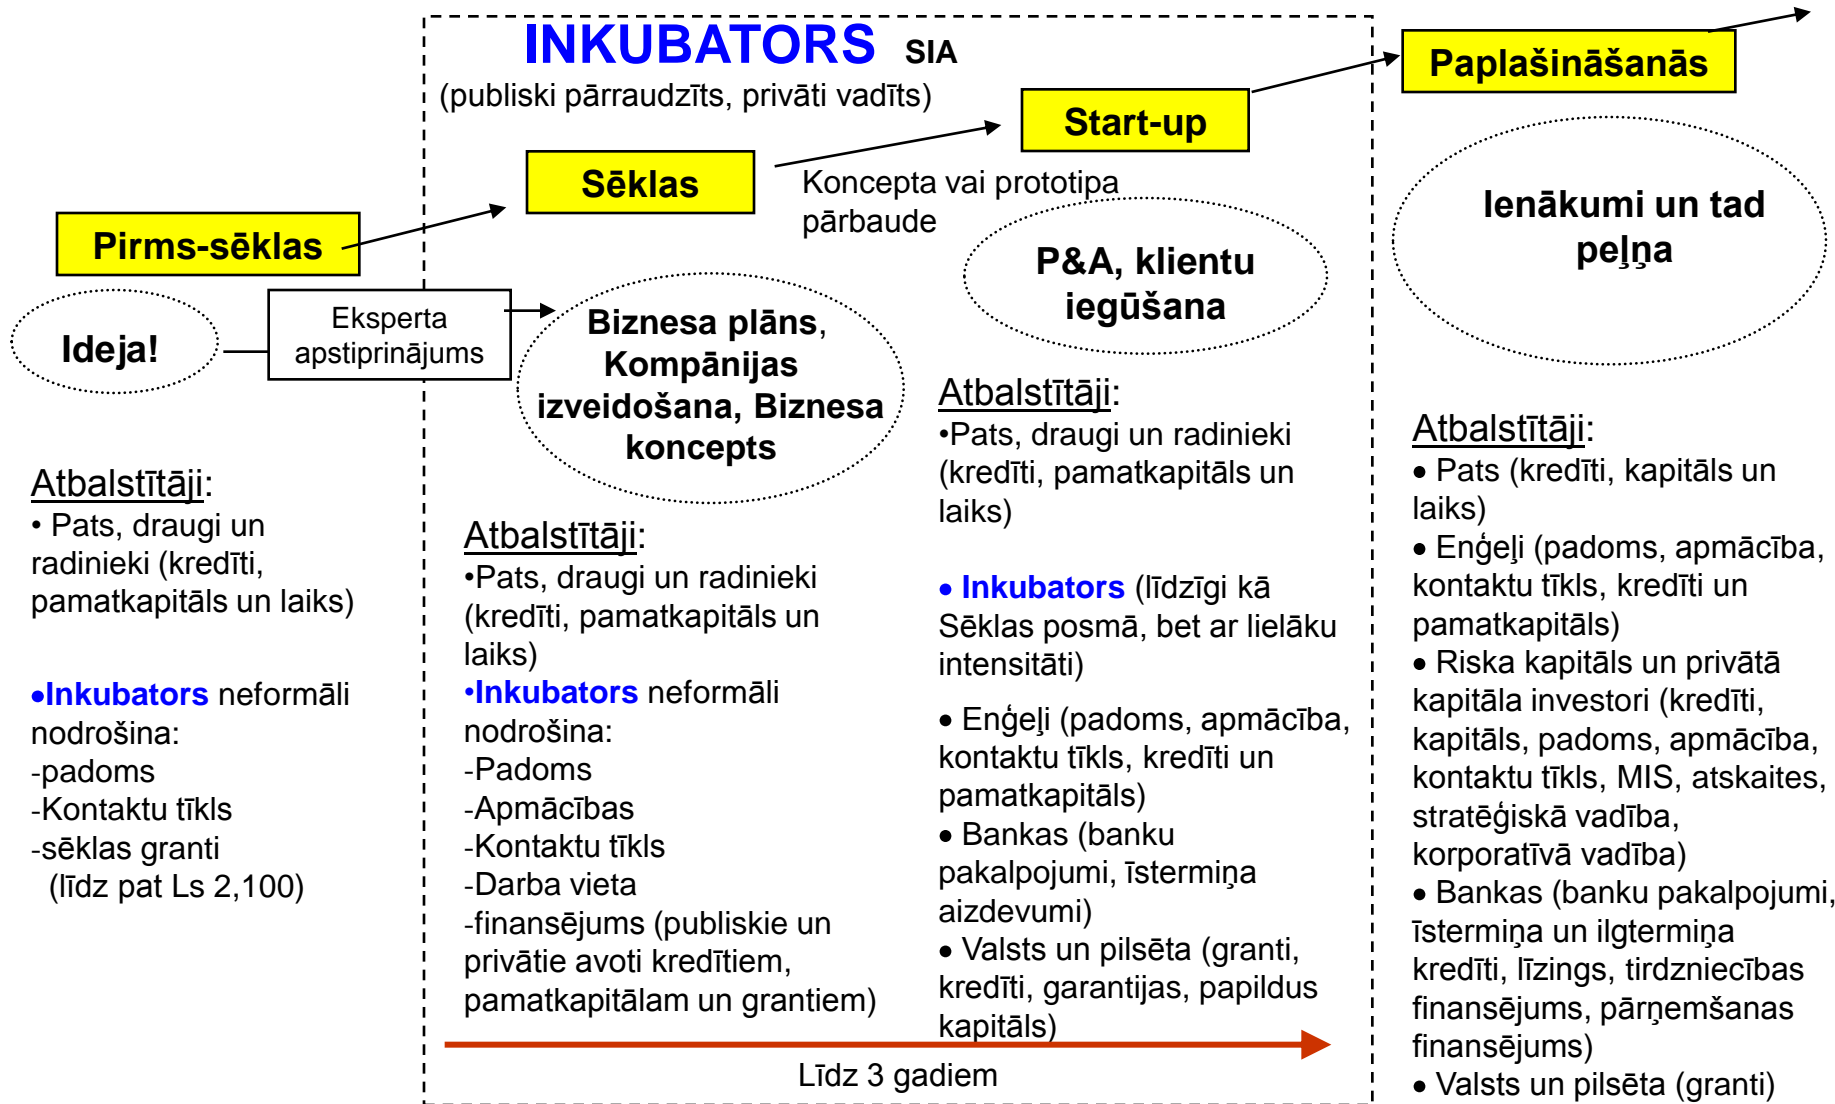 INKUBATORS SIA
(publiski pārraudzīts, privāti vadīts)
Pirms-sēklas
Ideja!
Eksperta
apstiprinājums
Atbalstītāji:
• Pats, draugi un
radinieki (kredīti,
pamatkapitāls un laiks)
•Inkubators neformāli
nodrošina:
-padoms
-Kontaktu tīkls
-sēklas granti
(līdz pat Ls 2,100)
Sēklas
Biznesa plāns,
Kompānijas
izveidošana, Biznesa
koncepts
Atbalstītāji:
•Pats, draugi un radinieki
(kredīti, pamatkapitāls un
laiks)
•Inkubators neformāli
nodrošina:
-Padoms
-Apmācības
-Kontaktu tīkls
-Darba vieta
-finansējums (publiskie un
privātie avoti kredītiem,
pamatkapitālam un grantiem)
Koncepta vai prototipa
pārbaude
Start-up
P&A, klientu
iegūšana
Atbalstītāji:
•Pats, draugi un radinieki
(kredīti, pamatkapitāls un
laiks)
• Inkubators (līdzīgi kā
Sēklas posmā, bet ar lielāku
intensitāti)
• Enģeļi (padoms, apmācība,
kontaktu tīkls, kredīti un
pamatkapitāls)
• Bankas (banku
pakalpojumi, īstermiņa
aizdevumi)
• Valsts un pilsēta (granti,
kredīti, garantijas, papildus
kapitāls)
Līdz 3 gadiem
Paplašināšanās
Ienākumi un tad
peļņa
Atbalstītāji:
• Pats (kredīti, kapitāls un
laiks)
• Enģeļi (padoms, apmācība,
kontaktu tīkls, kredīti un
pamatkapitāls)
• Riska kapitāls un privātā
kapitāla investori (kredīti,
kapitāls, padoms, apmācība,
kontaktu tīkls, MIS, atskaites,
stratēģiskā vadība,
korporatīvā vadība)
• Bankas (banku pakalpojumi,
īstermiņa un ilgtermiņa
kredīti, līzings, tirdzniecības
finansējums, pārņemšanas
finansējums)
• Valsts un pilsēta (granti)